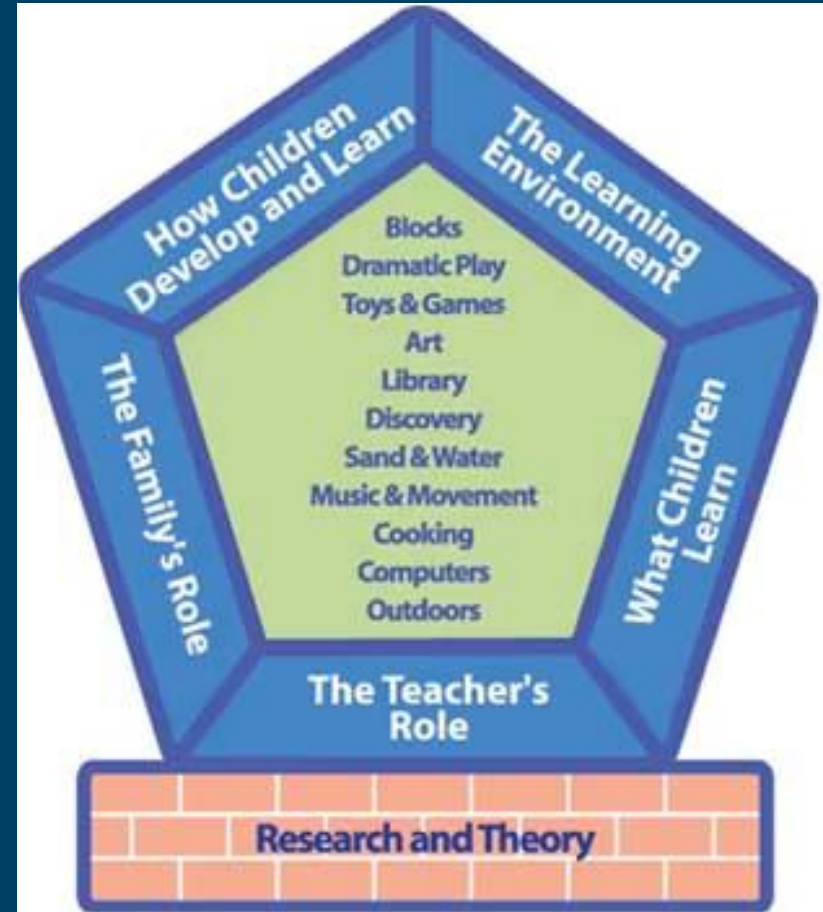 How Children
Develop and Learn
The Learning
Environment
Blocks
Dramatic Play
Toys & Games
Art
Library
Discovery
Sand & Water
Music & Movement
Cooking
Computers
Outdoors
The Family's Role
What Children
Learn
The Teacher's
Role
Research and Theory